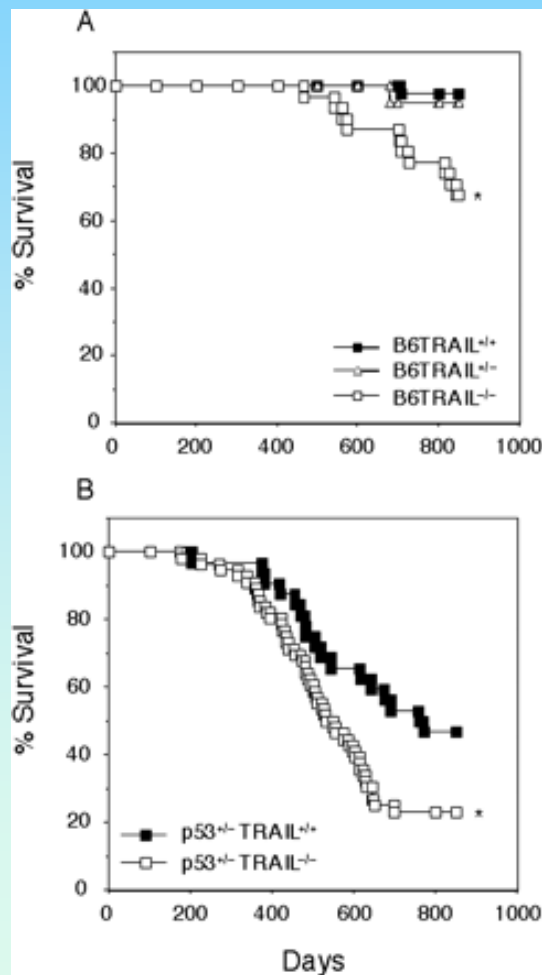 A
100
80
60
40
20
0
% Survival
B6TRAIL+/+
B6TRAIL+/−
B6TRAIL−/−
*
0 200 400 600 800 1000
B
100
80
60
40
20
0
% Survival
p53+/− TRAIL+/+
p53+/− TRAIL−/−
*
0 200 400 600 800 1000
Days